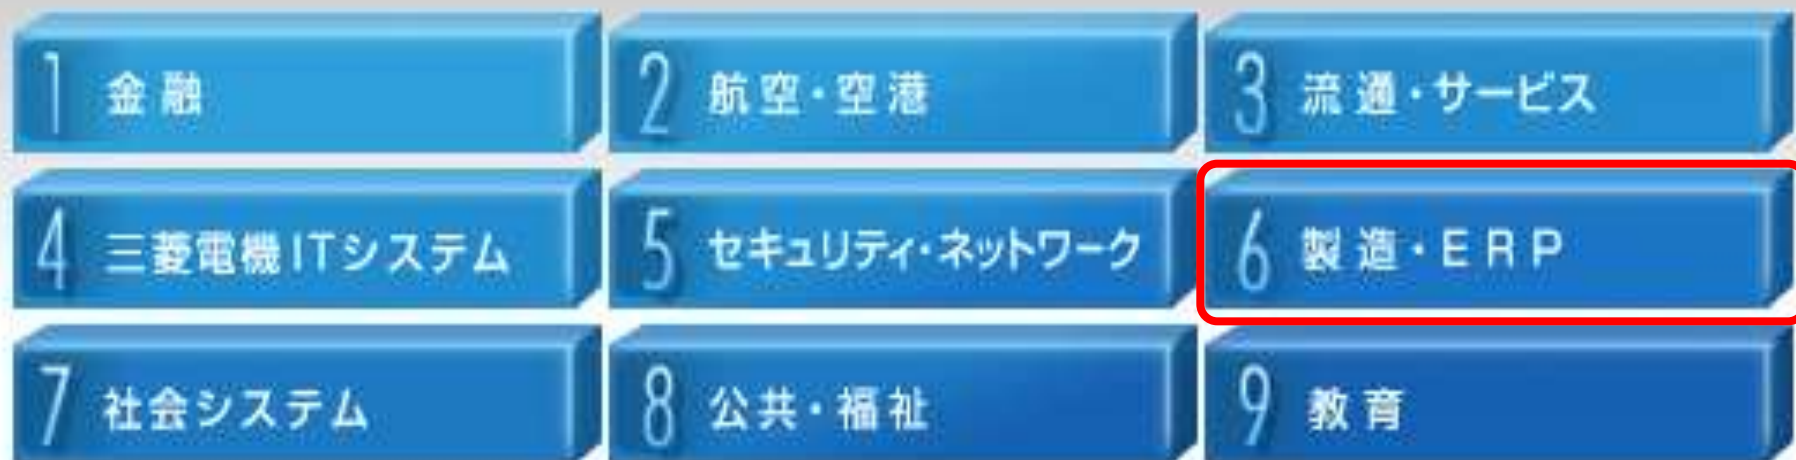 1 金融
2 航空・空港
3 流通・サービス
4 三菱電機ITシステム
5 セキュリティ・ネットワーク
6 製造・ERP
7 社会システム
8 公共・福祉
9 教育